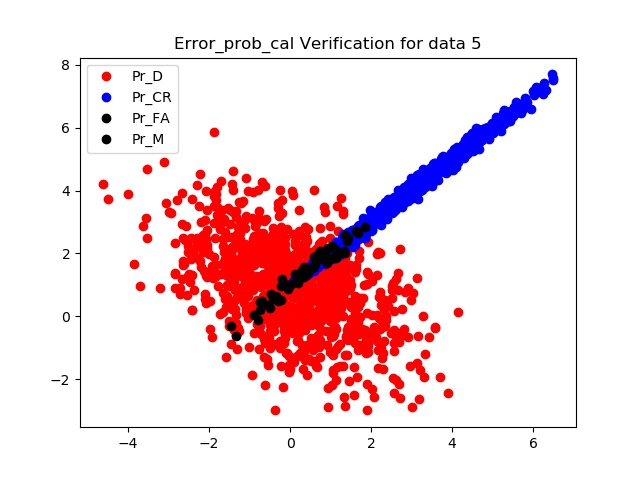 Error_prob_cal Verification for data 5
Pr_D
Pr_CR
Pr_FA
Pr_M
8
6
4
2
0
−2
−4 −2 0 2 4 6